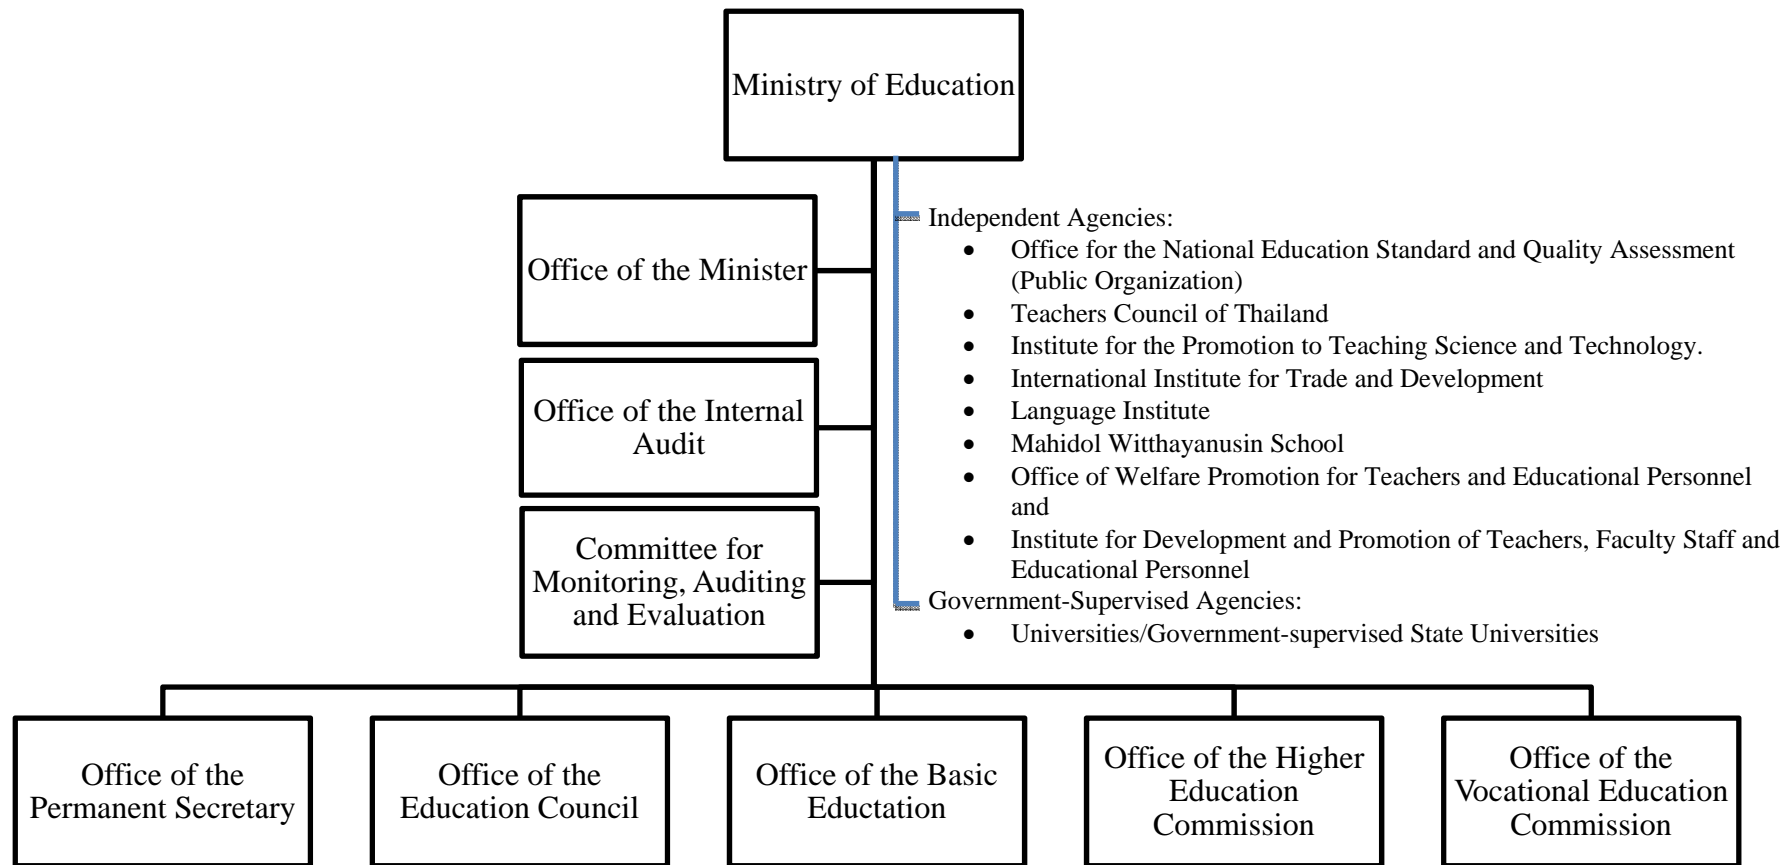 Ministry of Education
Office of the Minister
Office of the Internal
Audit
Committee for
Monitoring, Auditing
and Evaluation
Independent Agencies:
• Office for the National Education Standard and Quality Assessment
(Public Organization)
• Teachers Council of Thailand
• Institute for the Promotion to Teaching Science and Technology.
• International Institute for Trade and Development
• Language Institute
• Mahidol Witthayanusin School
• Office of Welfare Promotion for Teachers and Educational Personnel
and
• Institute for Development and Promotion of Teachers, Faculty Staff and
Educational Personnel
Government-Supervised Agencies:
• Universities/Government-supervised State Universities
Office of the
Permanent Secretary
Office of the
Education Council
Office of the Basic
Eductation
Office of the Higher
Education
Commission
Office of the
Vocational Education
Commission